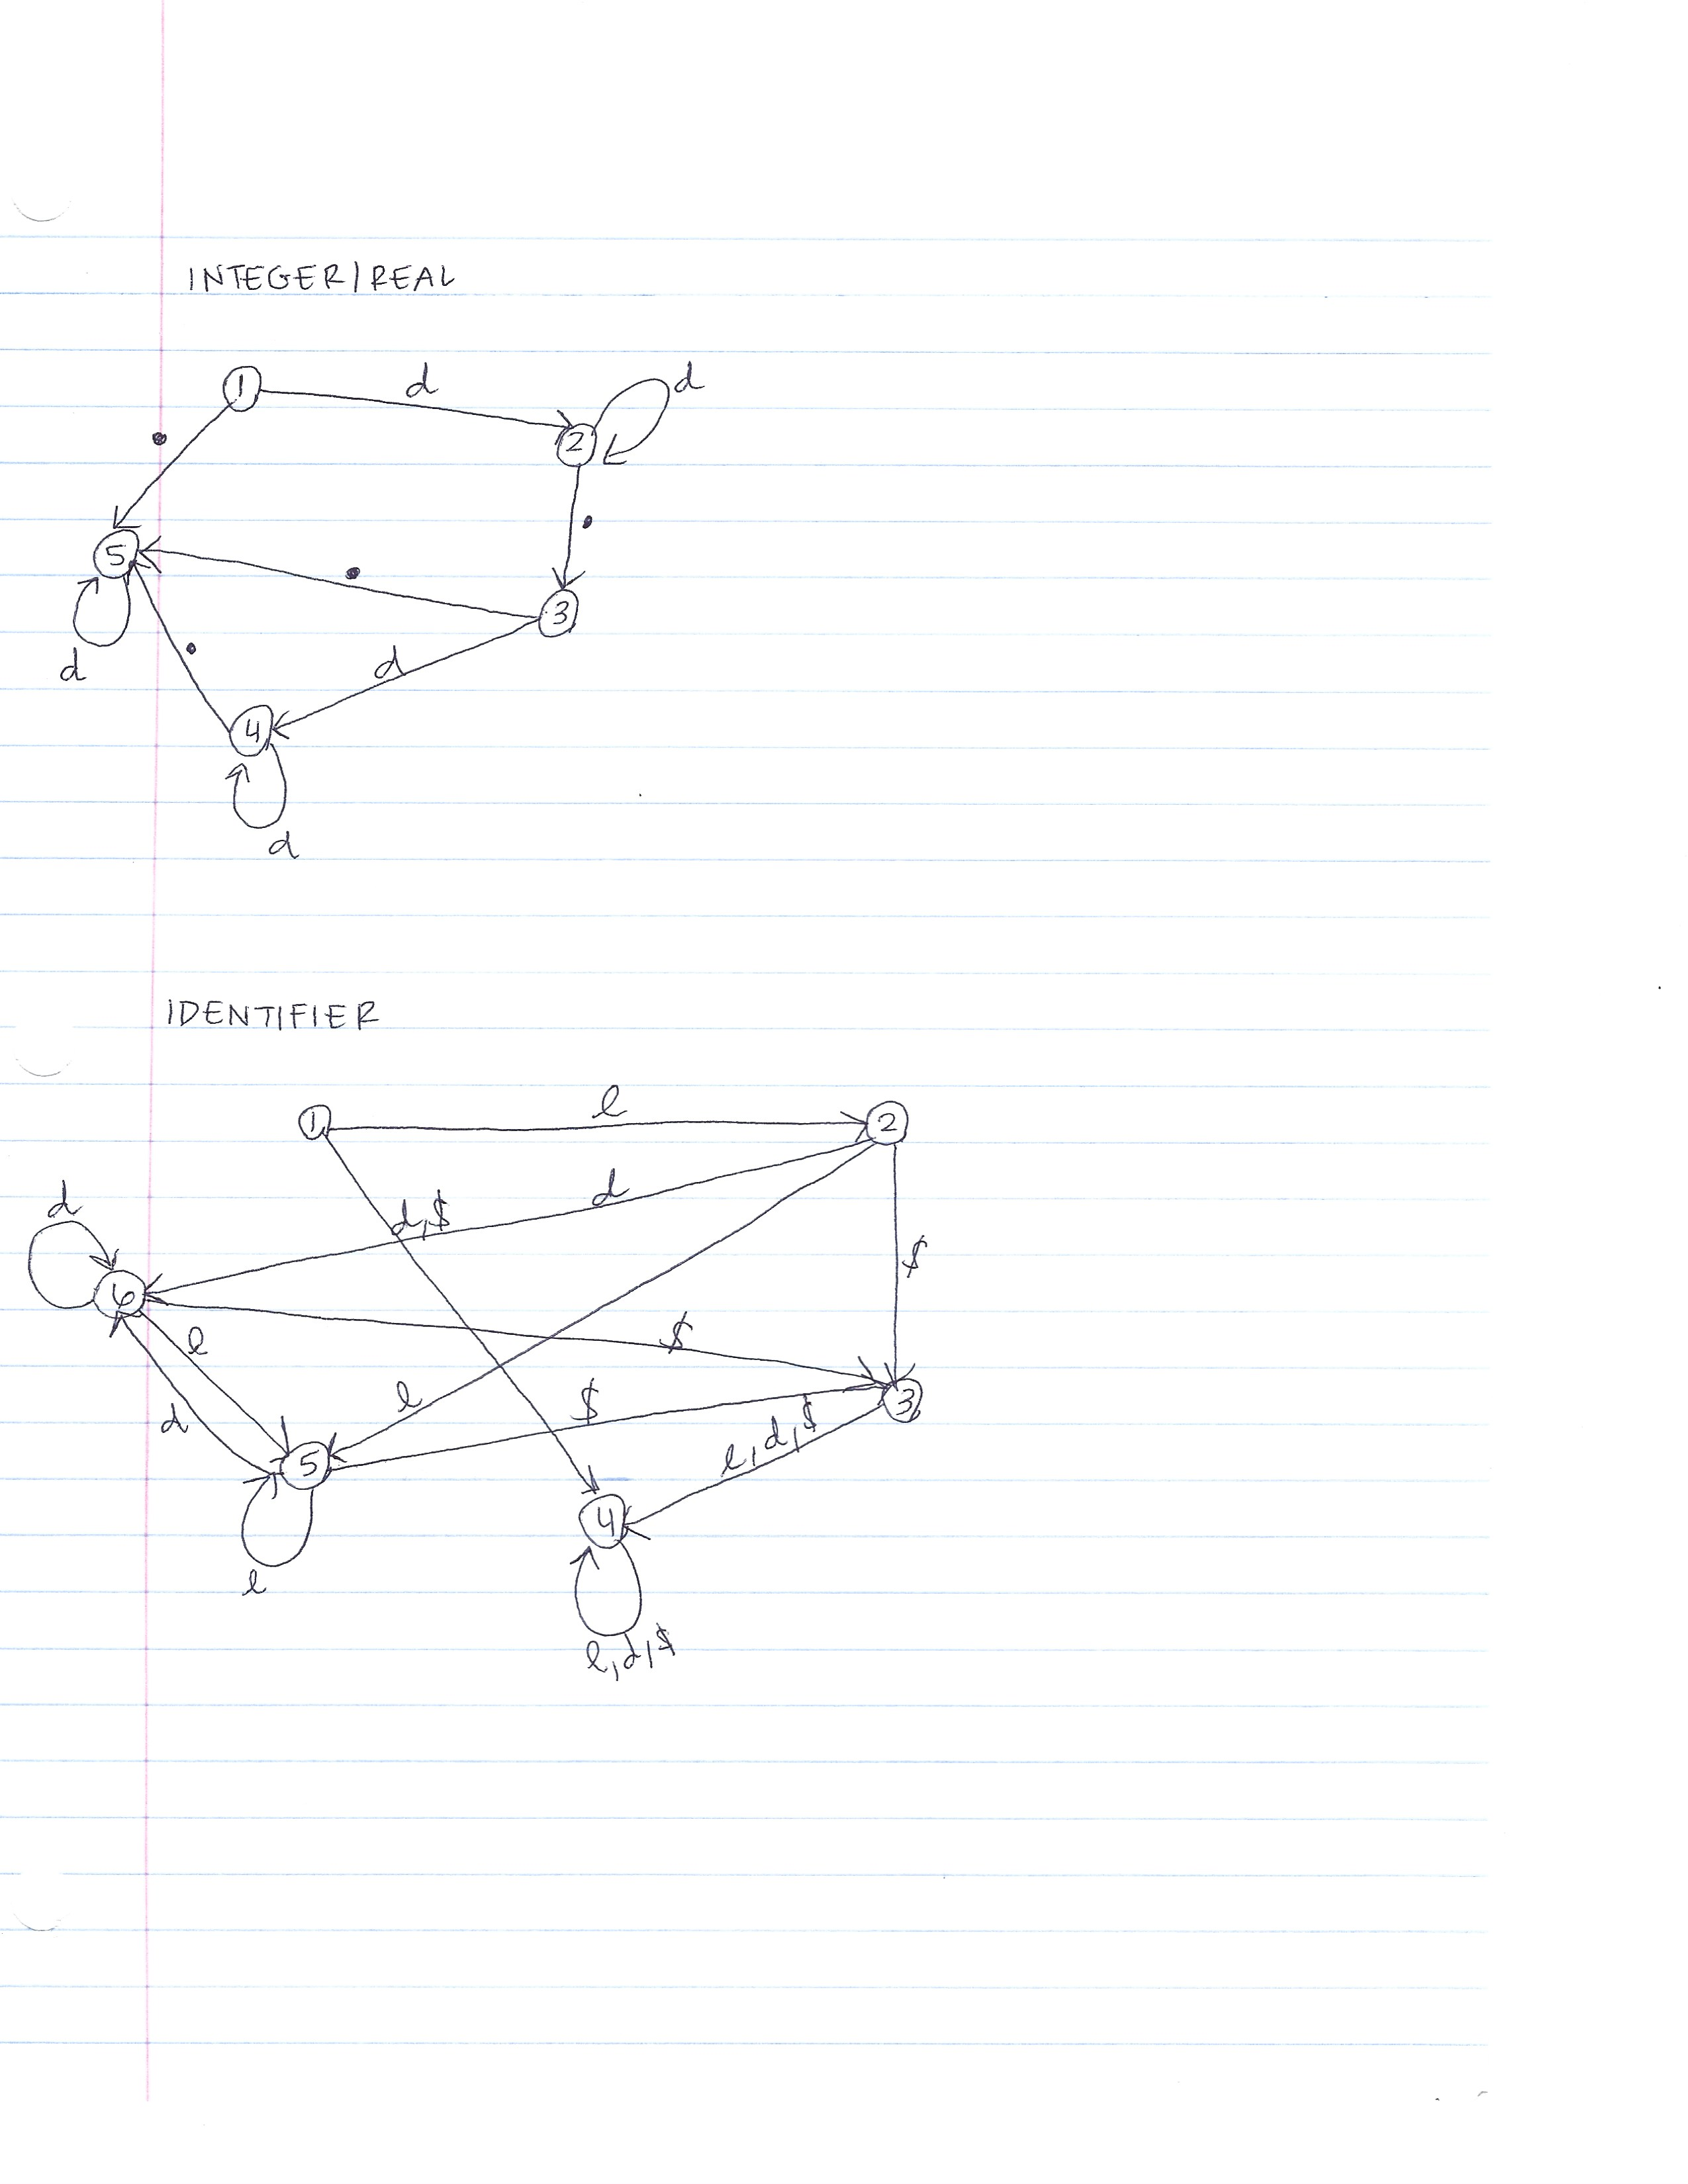 INTEGER/REAL
d
d
1
.
2
.
5
.
3
.
d
d
4
d
IDENTIFIER
l
1
2
d
d
d,$
$
6
$
l
l
$
3
d
l,d,$
5
4
l
l,d,$